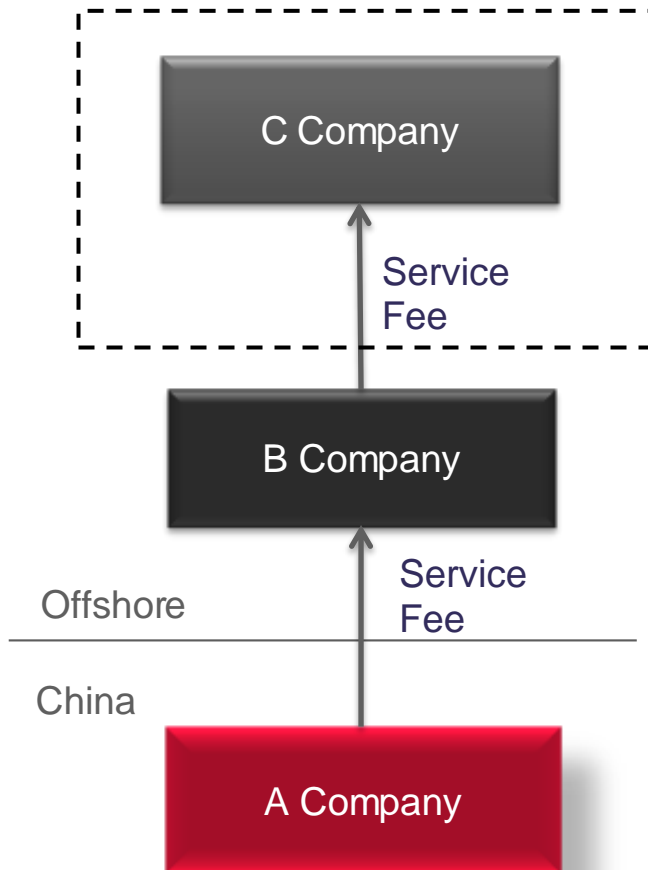 C Company
Service
Fee
B Company
Service
Fee
Offshore
China
A Company